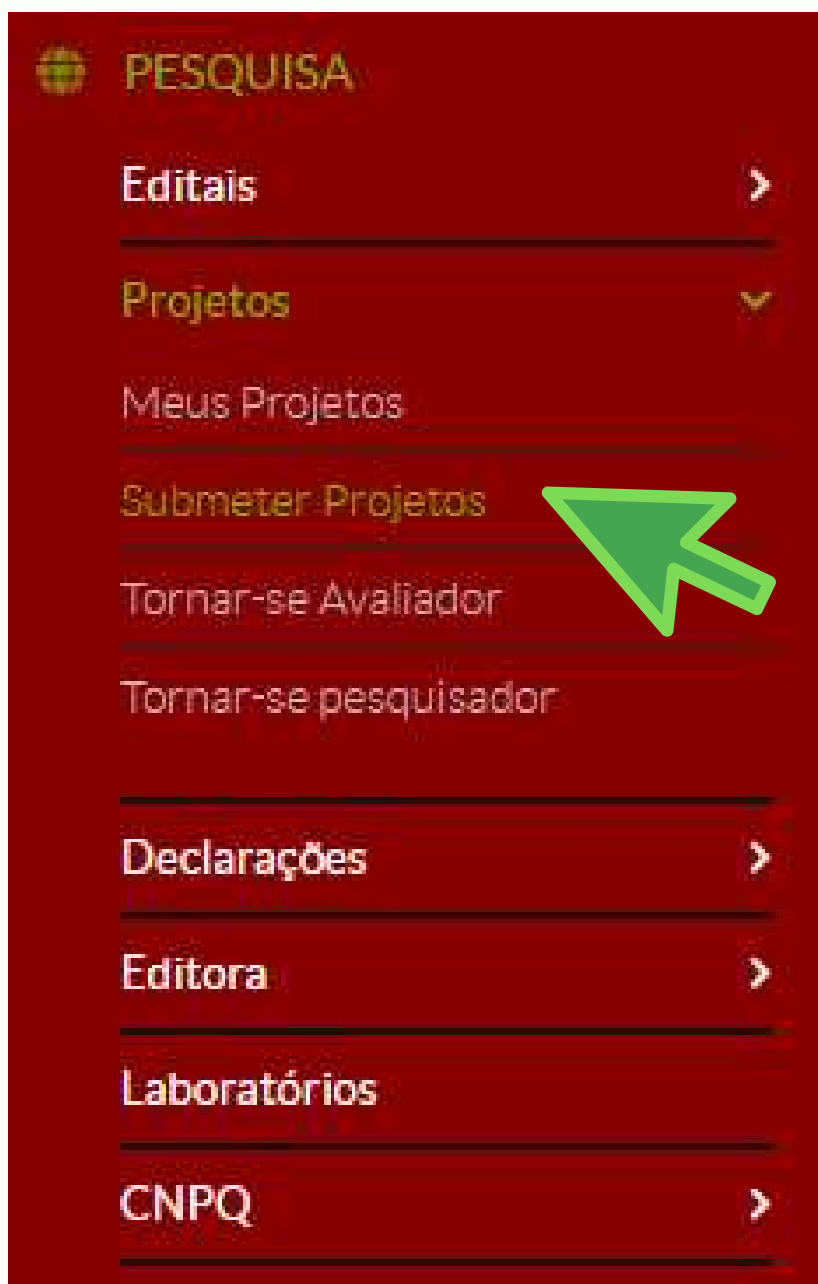 PESQUISA
Editais
Projetos
Meus Projetos
Submeter Projetos
Tornar-se Avaliador
Tornar-se pesquisador
Declarações
Editora
Laboratórios
CNPQ